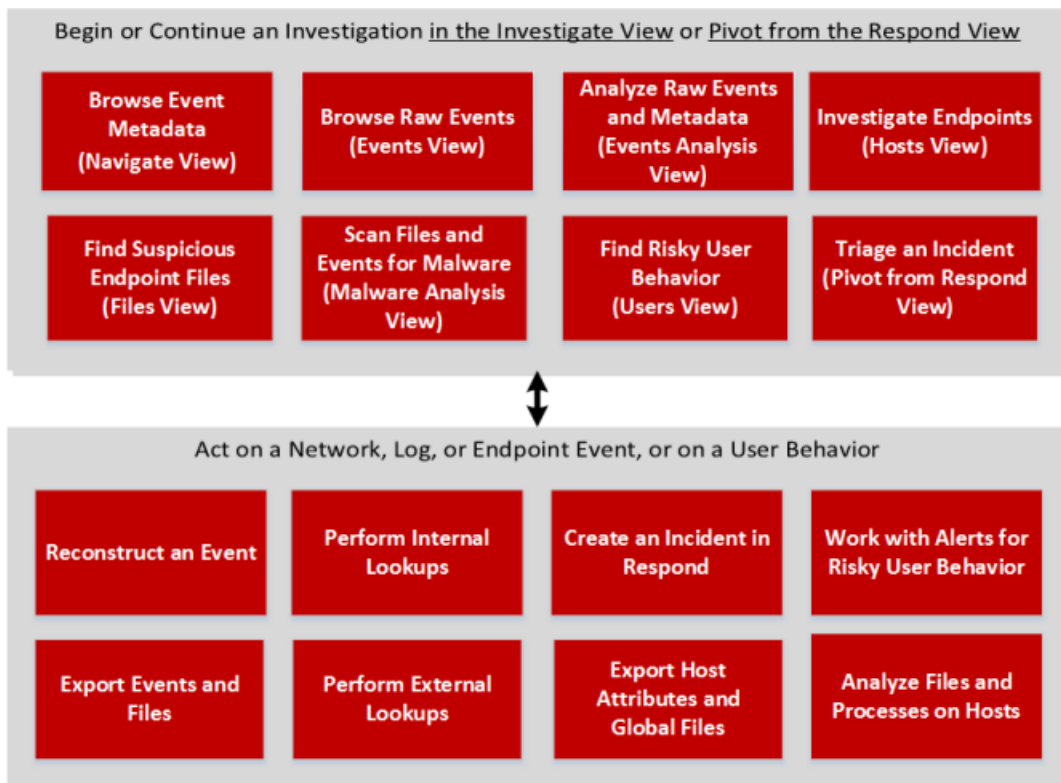 Begin or Continue an Investigation in the Investigate View or Pivot from the Respond View
Browse Event
Metadata
(Navigate View)
Browse Raw Events
(Events View)
Analyze Raw Events
and Metadata
(Events Analysis
View)
Investigate Endpoints
(Hosts View)
Find Suspicious
Endpoint Files
(Files View)
Scan Files and
Events for Malware
(Malware Analysis
View)
Find Risky User
Behavior
(Users View)
Triage an Incident
(Pivot from Respond
View)
Act on a Network, Log, or Endpoint Event, or on a User Behavior
Reconstruct an Event
Perform Internal
Lookups
Create an Incident in
Respond
Work with Alerts for
Risky User Behavior
Export Events and
Files
Perform External
Lookups
Export Host
Attributes and
Global Files
Analyze Files and
Processes on Hosts